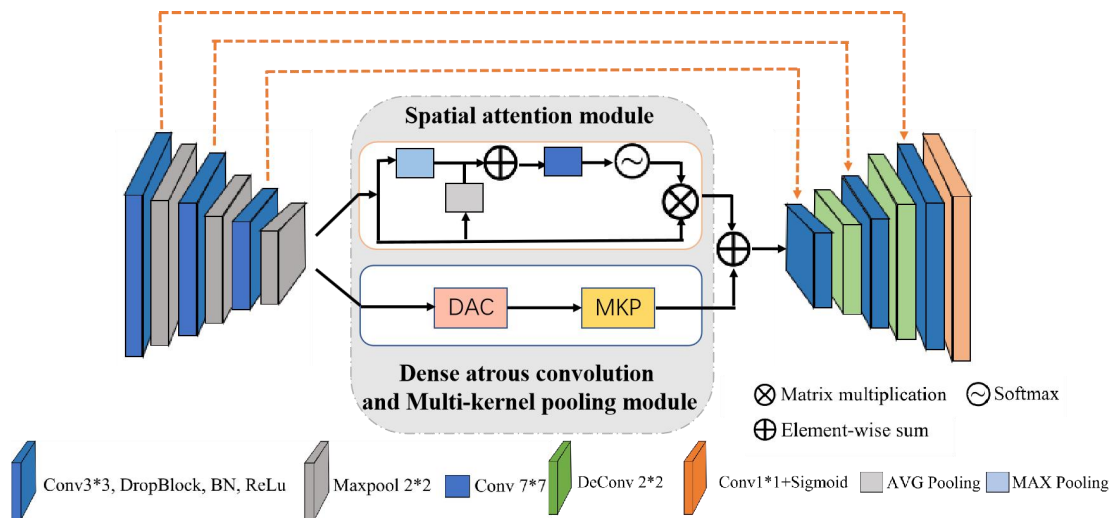 Spatial attention module
DAC
MKP
Dense atrous convolution
and Multi-kernel pooling module
Matrix multiplication
Softmax
Element-wise sum
Conv3*3, DropBlock, BN, ReLu
Maxpool 2*2
Conv 7*7
DeConv 2*2
Conv1*1+Sigmoid
AVG Pooling
MAX Pooling